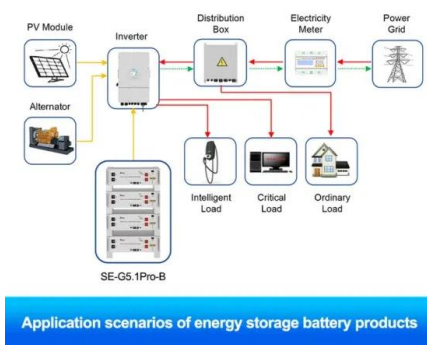 PV Module
Inverter
Distribution
Box
Electricity
Meter
Power
Grid
Alternator
Intelligent
Load
Critical
Load
Ordinary
Load
SE-G5.1Pro-B
Application scenarios of energy storage battery products